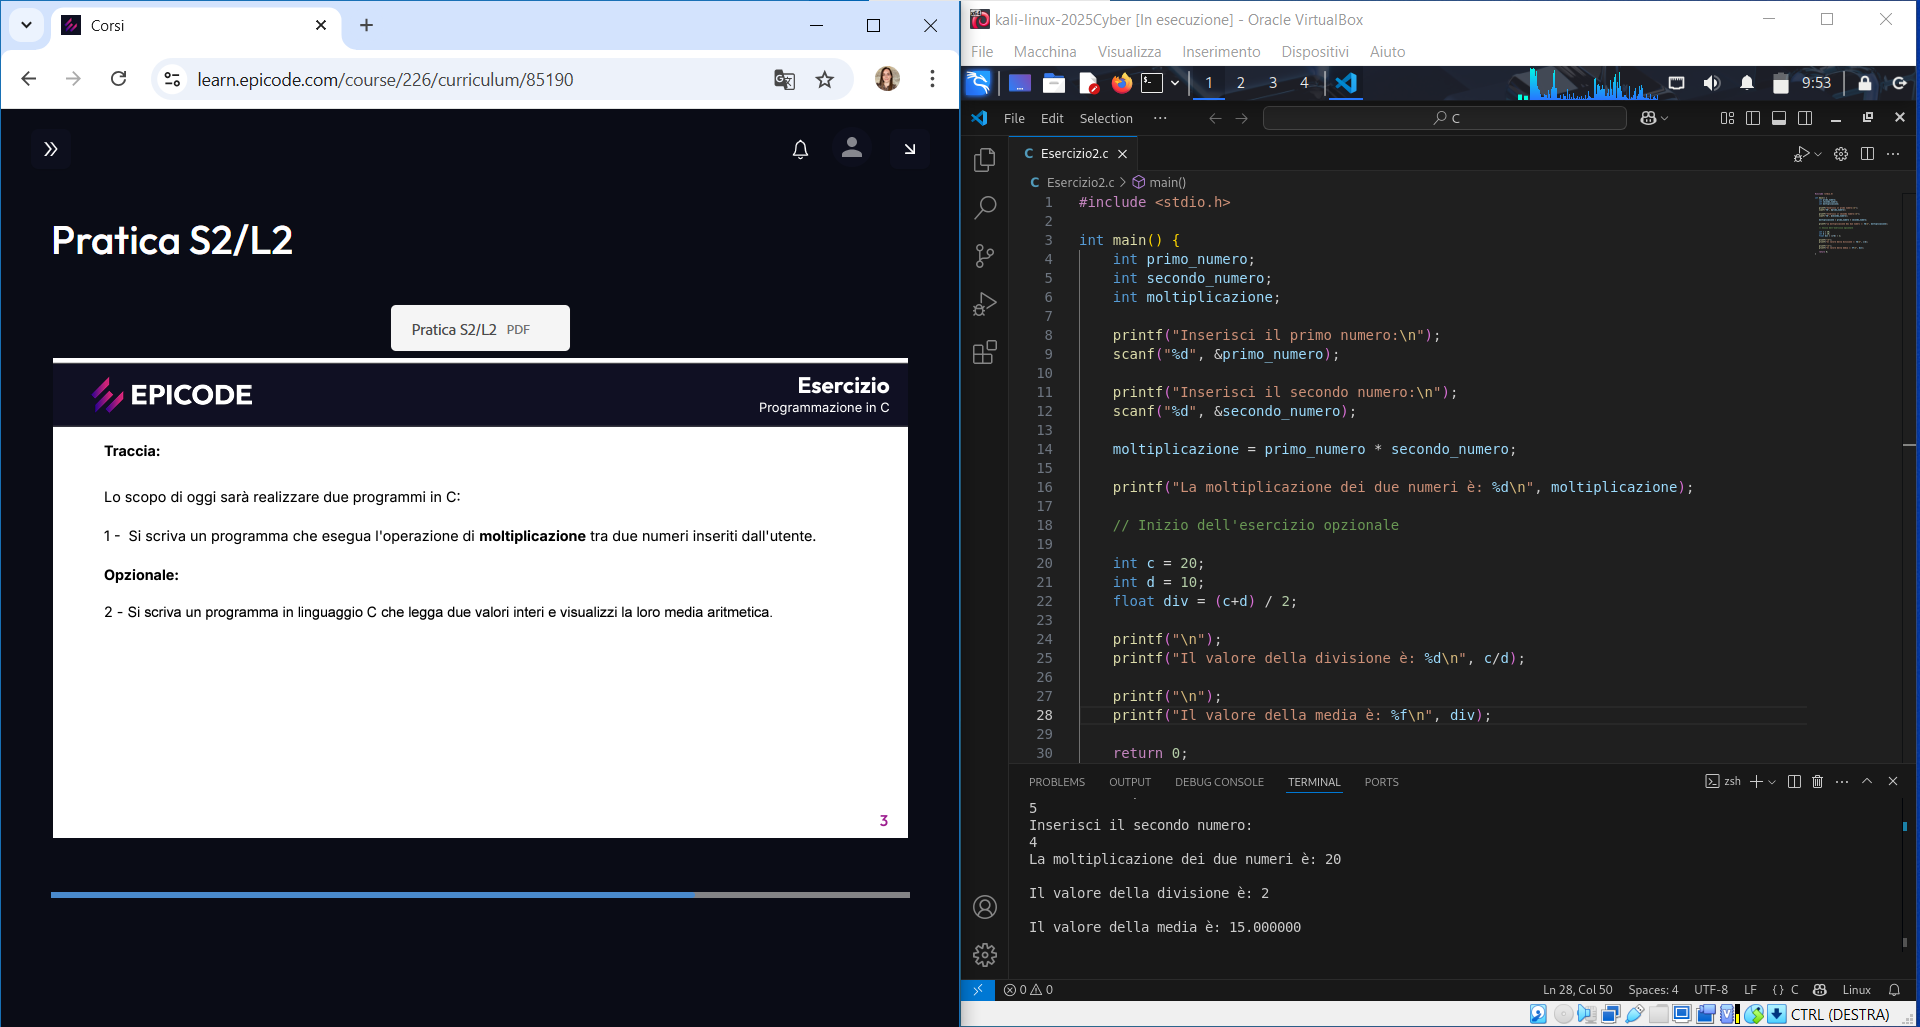 Corsi
learn.epicode.com/course/226/curriculum/85190
Pratica S2/L2
Pratica S2/L2 PDF
EPICODE
Esercizio
Programmazione in C
Traccia:
Lo scopo di oggi sarà realizzare due programmi in C:
1 - Si scriva un programma che esegua l'operazione di moltiplicazione tra due numeri inseriti dall'utente.
Opzionale:
2 - Si scriva un programma in linguaggio C che legga due valori interi e visualizzi la loro media aritmetica.
3
kali-linux-2025Cyber [In esecuzione] - Oracle VirtualBox
File Macchina Visualizza Inserimento Dispositivi Aiuto
1 2 3 4 9:53
File Edit Selection ··· C
C Esercizio2.c
C Esercizio2.c > main()
1 #include <stdio.h>
2
3 int main() {
4 int primo_numero;
5 int secondo_numero;
6 int moltiplicazione;
7
8 printf("Inserisci il primo numero:\n");
9 scanf("%d", &primo_numero);
10
11 printf("Inserisci il secondo numero:\n");
12 scanf("%d", &secondo_numero);
13
14 moltiplicazione = primo_numero * secondo_numero;
15
16 printf("La moltiplicazione dei due numeri è: %d\n", moltiplicazione);
17
18 // Inizio dell'esercizio opzionale
19
20 int c = 20;
21 int d = 10;
22 float div = (c+d) / 2;
23
24 printf("\n");
25 printf("Il valore della divisione è: %d\n", c/d);
26
27 printf("\n");
28 printf("Il valore della media è: %f\n", div);
29
30 return 0;
PROBLEMS OUTPUT DEBUG CONSOLE TERMINAL PORTS zsh
5
Inserisci il secondo numero:
4
La moltiplicazione dei due numeri è: 20
Il valore della divisione è: 2
Il valore della media è: 15.000000
0 0 Ln 28, Col 50 Spaces: 4 UTF-8 LF {} C Linux
CTRL (DESTRA)